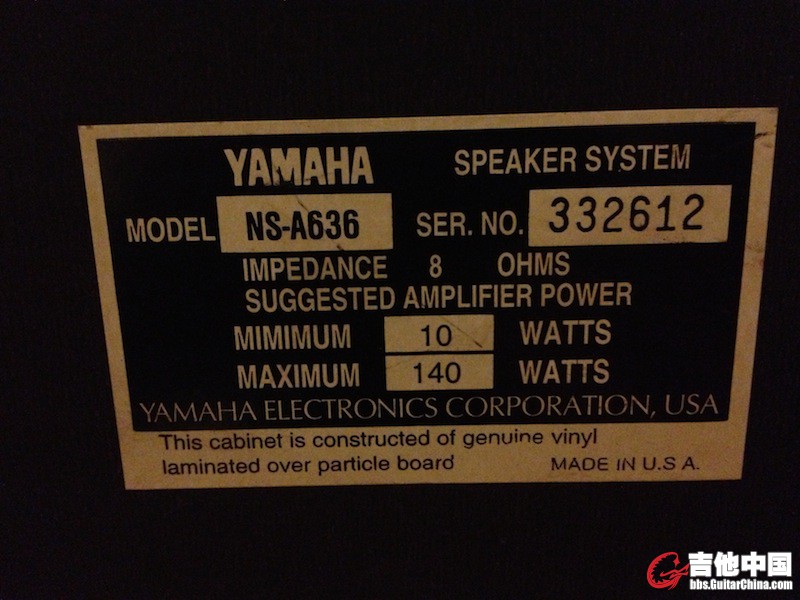 YAMAHA SPEAKER SYSTEM
MODEL NS-A636 SER. NO. 332612
IMPEDANCE 8 OHMS
SUGGESTED AMPLIFIER POWER
MIMIMUM 10 WATTS
MAXIMUM 140 WATTS
YAMAHA ELECTRONICS CORPORATION, USA
This cabinet is constructed of genuine vinyl
laminated over particle board MADE IN U.S.A.
吉他中国
bbs.GuitarChina.com